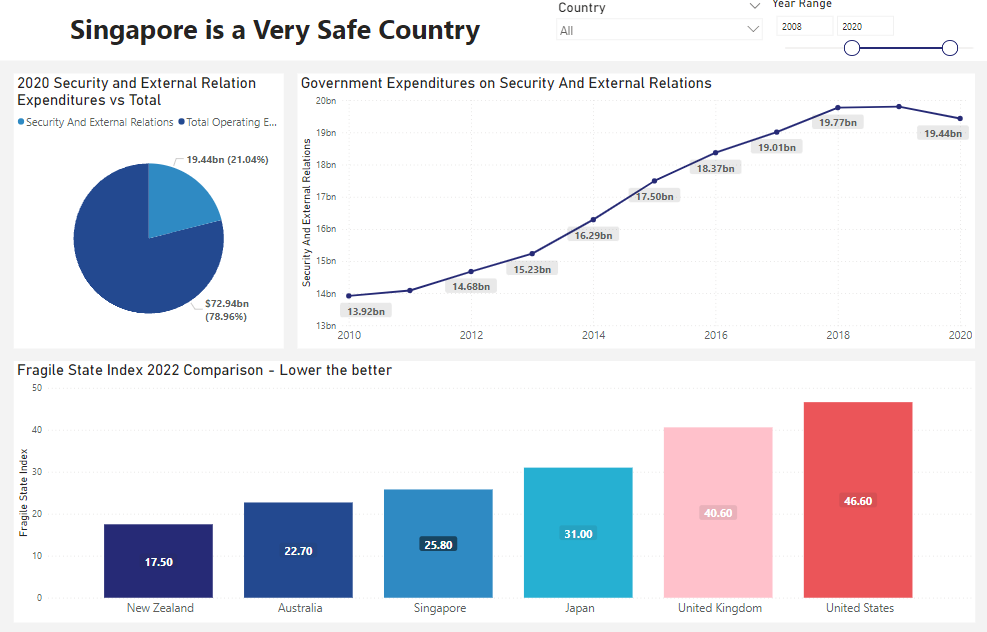 Singapore is a Very Safe Country
Country
All
Year Range
2008
2020
2020 Security and External Relation
Expenditures vs Total
Security And External Relations
Total Operating E...
19.44bn (21.04%)
$72.94bn
(78.96%)
Government Expenditures on Security And External Relations
Security And External Relations
20bn
19bn
18bn
17bn
16bn
15bn
14bn
13bn
13.92bn
14.68bn
15.23bn
16.29bn
17.50bn
18.37bn
19.01bn
19.77bn
19.44bn
2010
2012
2014
2016
2018
2020
Fragile State Index 2022 Comparison - Lower the better
Fragile State Index
50
40
30
20
10
0
17.50
22.70
25.80
31.00
40.60
46.60
New Zealand
Australia
Singapore
Japan
United Kingdom
United States